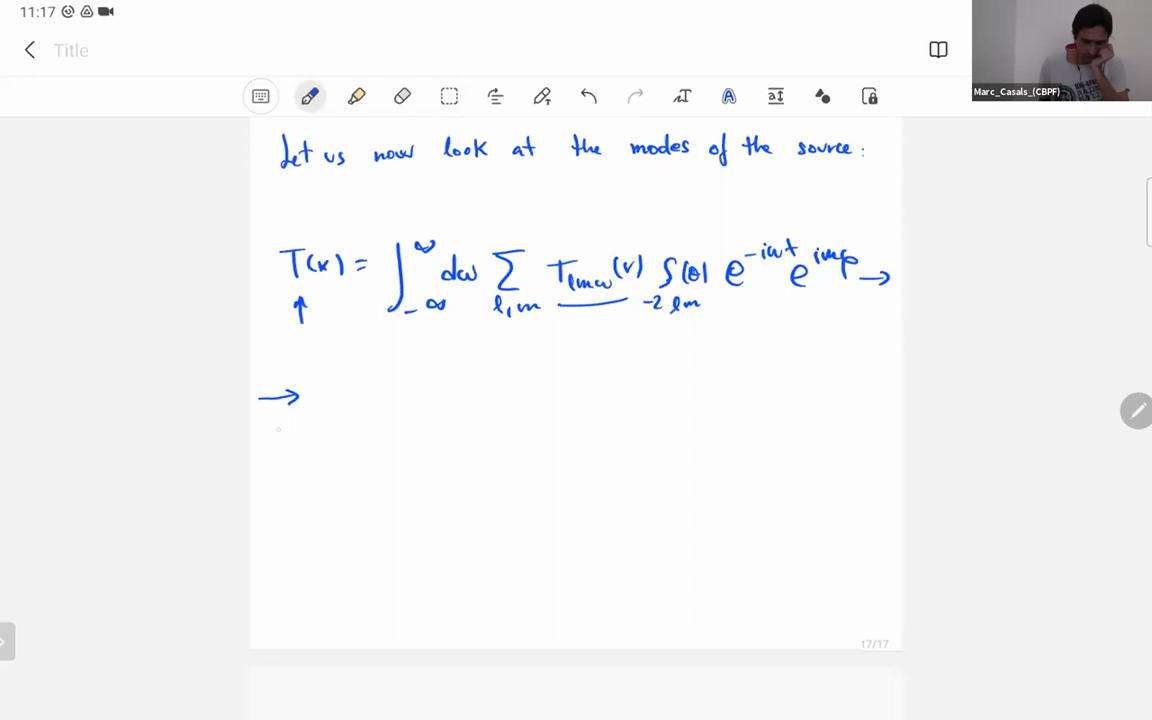 11:17
Title
Marc_Casals_(CBPF)
Let us now look at the modes of the source:
T(x) = ∫_{-∞}^{∞} dω ∑_{l,m} T_{lmω}(r) _{-2}S_{lm}(θ) e^{-iωt} e^{imφ} →
→
17/17